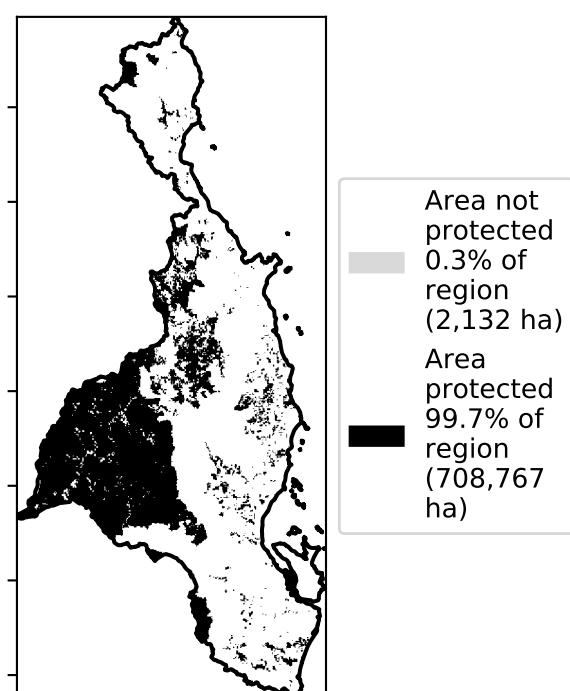 Area not
protected
0.3% of
region
(2,132 ha)
Area
protected
99.7% of
region
(708,767
ha)